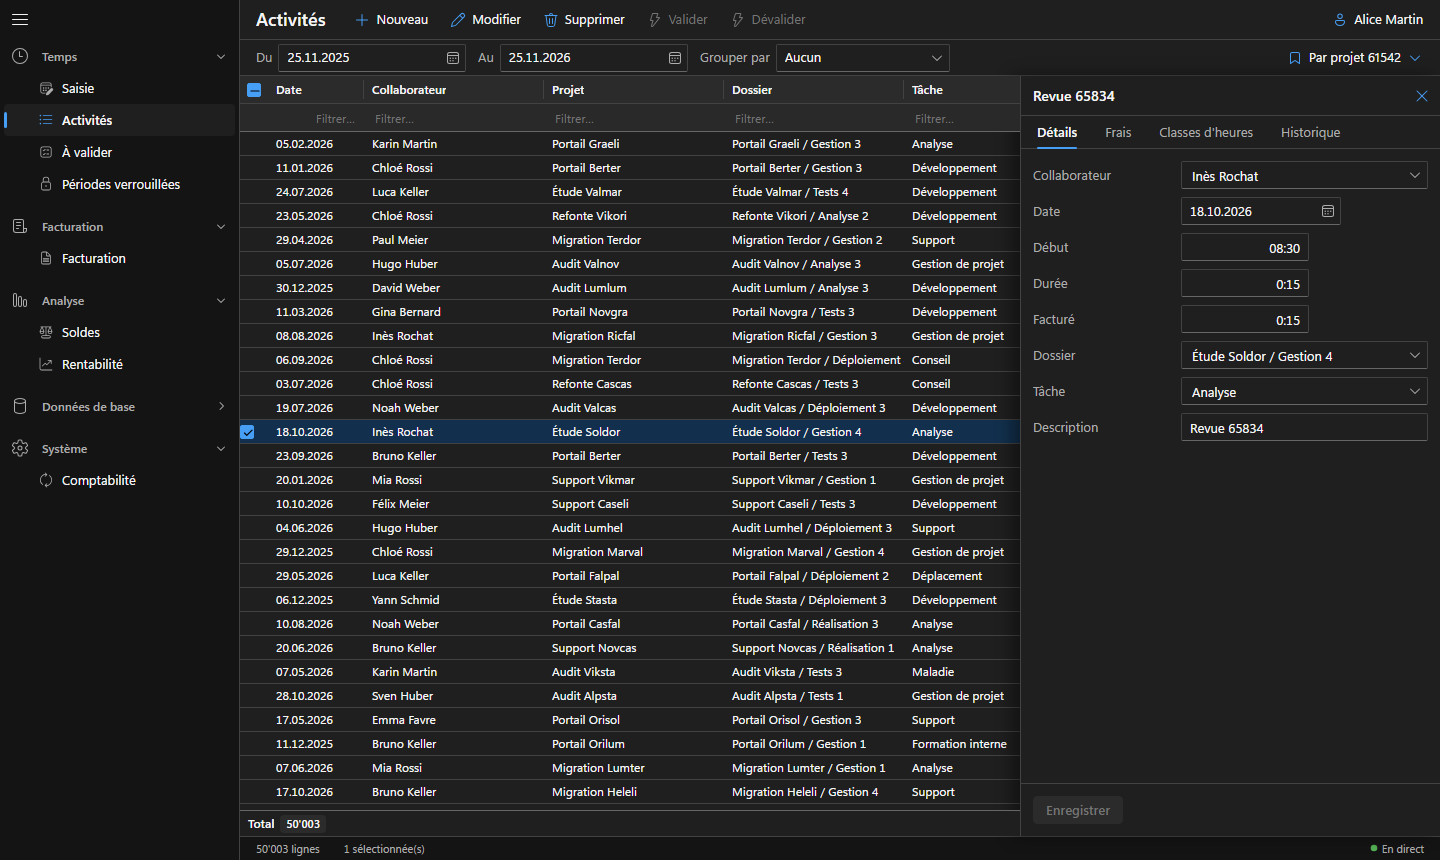 Activités
Nouveau
Modifier
Supprimer
Valider
Dévalider
Alice Martin
Temps
Saisie
Activités
À valider
Périodes verrouillées
Facturation
Facturation
Analyse
Soldes
Rentabilité
Données de base
Système
Comptabilité
Du 25.11.2025 Au 25.11.2026 Grouper par Aucun
Par projet 61542
Date Collaborateur Projet Dossier Tâche
Filtrer... Filtrer... Filtrer... Filtrer... Filtrer...
05.02.2026 Karin Martin Portail Graeli Portail Graeli / Gestion 3 Analyse
11.01.2026 Chloé Rossi Portail Berter Portail Berter / Gestion 3 Développement
24.07.2026 Luca Keller Étude Valmar Étude Valmar / Tests 4 Développement
23.05.2026 Chloé Rossi Refonte Vikori Refonte Vikori / Analyse 2 Développement
29.04.2026 Paul Meier Migration Terdor Migration Terdor / Gestion 2 Support
05.07.2026 Hugo Huber Audit Valnov Audit Valnov / Analyse 3 Gestion de projet
30.12.2025 David Weber Audit Lumlum Audit Lumlum / Analyse 3 Développement
11.03.2026 Gina Bernard Portail Novgra Portail Novgra / Tests 3 Développement
08.08.2026 Inès Rochat Migration Ricfal Migration Ricfal / Gestion 3 Gestion de projet
06.09.2026 Chloé Rossi Migration Terdor Migration Terdor / Déploiement Conseil
03.07.2026 Chloé Rossi Refonte Cascas Refonte Cascas / Tests 3 Conseil
19.07.2026 Noah Weber Audit Valcas Audit Valcas / Déploiement 3 Développement
18.10.2026 Inès Rochat Étude Soldor Étude Soldor / Gestion 4 Analyse
23.09.2026 Bruno Keller Portail Berter Portail Berter / Tests 3 Développement
20.01.2026 Mia Rossi Support Vikmar Support Vikmar / Gestion 1 Gestion de projet
10.10.2026 Félix Meier Support Caseli Support Caseli / Tests 3 Développement
04.06.2026 Hugo Huber Audit Lumhel Audit Lumhel / Déploiement 3 Support
29.12.2025 Chloé Rossi Migration Marval Migration Marval / Gestion 4 Gestion de projet
29.05.2026 Luca Keller Portail Falpal Portail Falpal / Déploiement 2 Déplacement
06.12.2025 Yann Schmid Étude Stasta Étude Stasta / Déploiement 3 Développement
10.08.2026 Noah Weber Portail Casfal Portail Casfal / Réalisation 3 Analyse
20.06.2026 Bruno Keller Support Novcas Support Novcas / Réalisation 1 Analyse
07.05.2026 Karin Martin Audit Viksta Audit Viksta / Tests 3 Maladie
28.10.2026 Sven Huber Audit Alpsta Audit Alpsta / Tests 1 Gestion de projet
17.05.2026 Emma Favre Portail Orisol Portail Orisol / Gestion 3 Support
11.12.2025 Bruno Keller Portail Orilum Portail Orilum / Gestion 1 Formation interne
07.06.2026 Mia Rossi Migration Lumter Migration Lumter / Gestion 1 Analyse
17.10.2026 Bruno Keller Migration Heleli Migration Heleli / Gestion 4 Support
Total 50'003
50'003 lignes 1 sélectionnée(s)
Revue 65834
Détails Frais Classes d'heures Historique
Collaborateur Inès Rochat
Date 18.10.2026
Début 08:30
Durée 0:15
Facturé 0:15
Dossier Étude Soldor / Gestion 4
Tâche Analyse
Description Revue 65834
Enregistrer
En direct